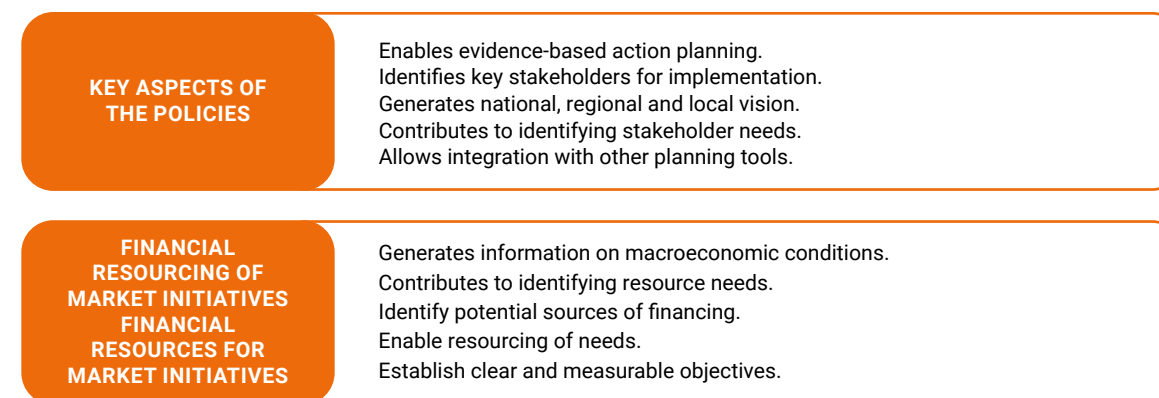 KEY ASPECTS OF
THE POLICIES
Enables evidence-based action planning.
Identifies key stakeholders for implementation.
Generates national, regional and local vision.
Contributes to identifying stakeholder needs.
Allows integration with other planning tools.
FINANCIAL
RESOURCING OF
MARKET INITIATIVES
FINANCIAL
RESOURCES FOR
MARKET INITIATIVES
Generates information on macroeconomic conditions.
Contributes to identifying resource needs.
Identify potential sources of financing.
Enable resourcing of needs.
Establish clear and measurable objectives.